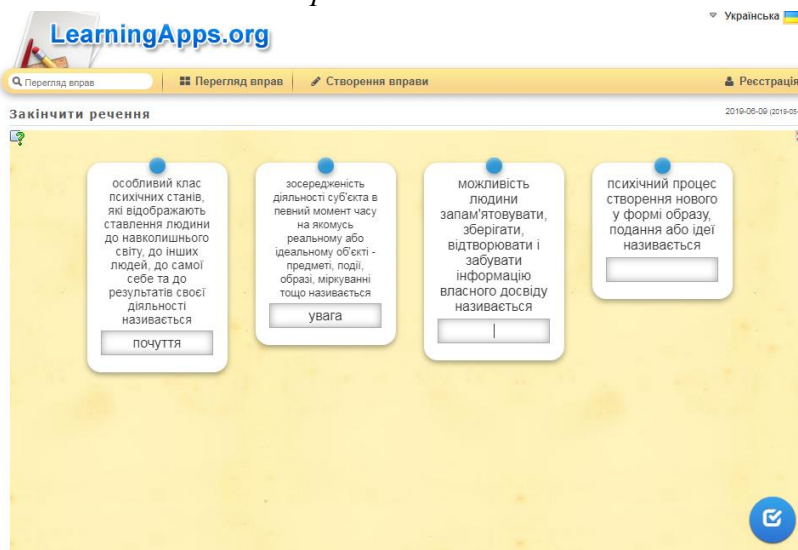 Українська
LearningApps.org
Перегляд вправ
Перегляд вправ
Створення вправи
Реєстрація
Закінчити речення
2019-06-09
особливий клас
психічних станів,
які відображають
ставлення людини
до навколишнього
світу, до інших
людей, до самої
себе та до
результатів своєї
діяльності
називається
почуття
зосередженість
діяльності суб'єкта в
певний момент часу
на якомусь
реальному або
ідеальному об'єкті -
предметі, події,
образі, міркуванні
тощо називається
увага
можливість
людини
запам'ятовувати,
зберігати,
відтворювати і
забувати
інформацію
власного досвіду
називається
психічний процес
створення нового
у формі образу,
подання або ідеї
називається